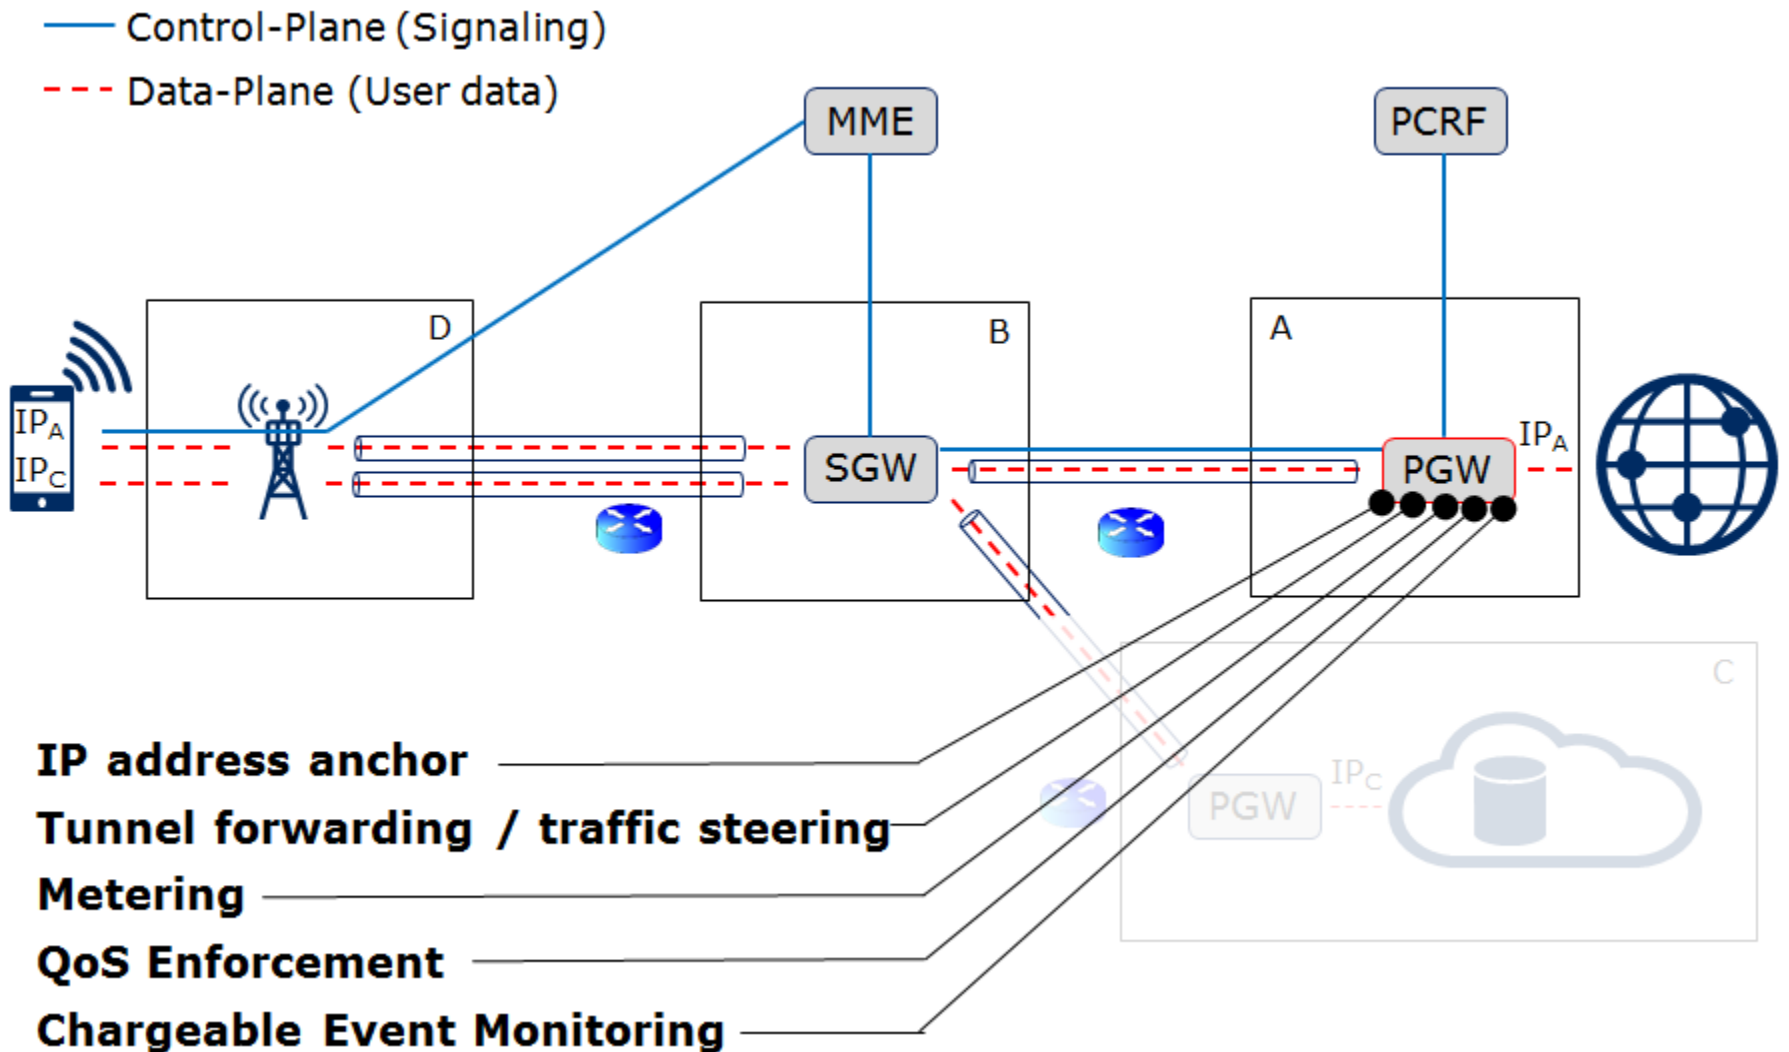 Control-Plane (Signaling)
Data-Plane (User data)
MME
PCRF
D
B
A
IPA
IPC
SGW
PGW
IPA
C
IPC
PGW
IP address anchor
Tunnel forwarding / traffic steering
Metering
QoS Enforcement
Chargeable Event Monitoring